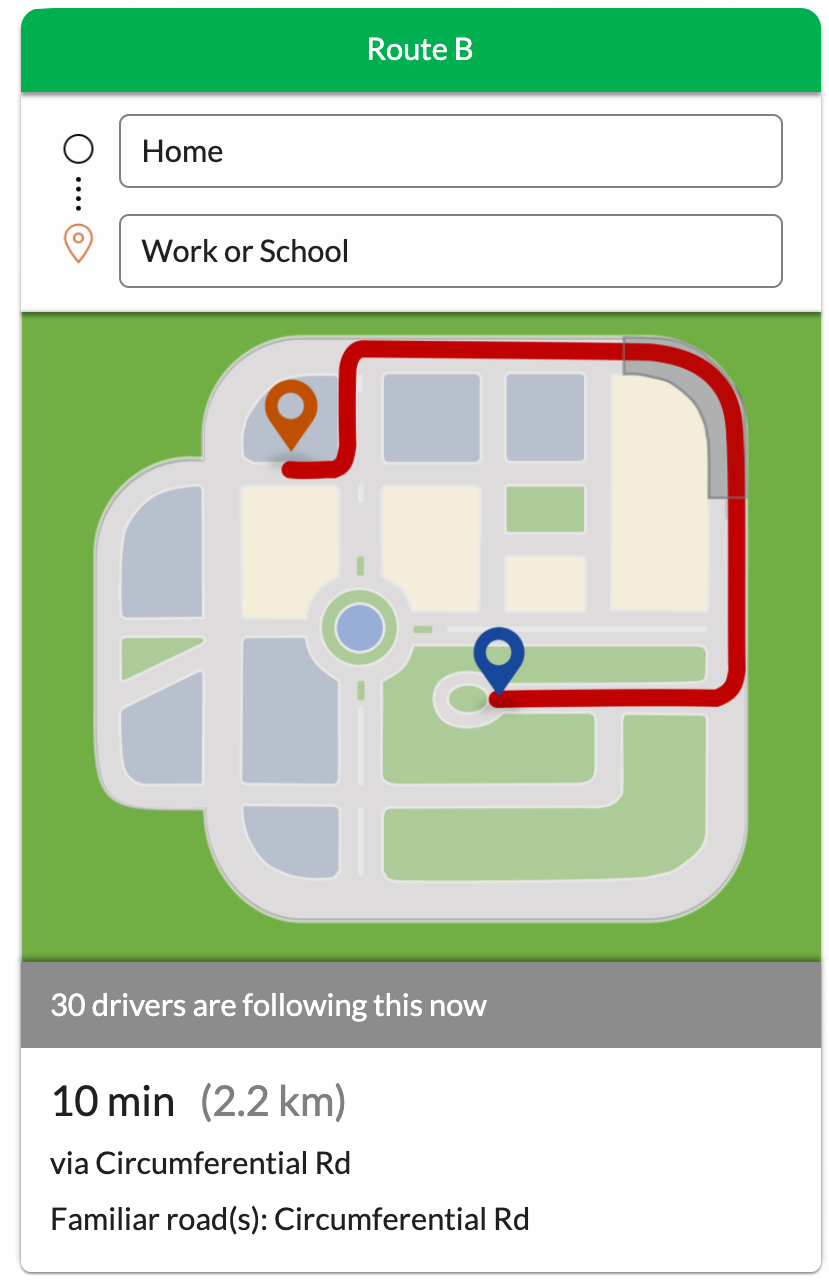 Route B
Home
Work or School
30 drivers are following this now
10 min (2.2 km)
via Circumferential Rd
Familiar road(s): Circumferential Rd